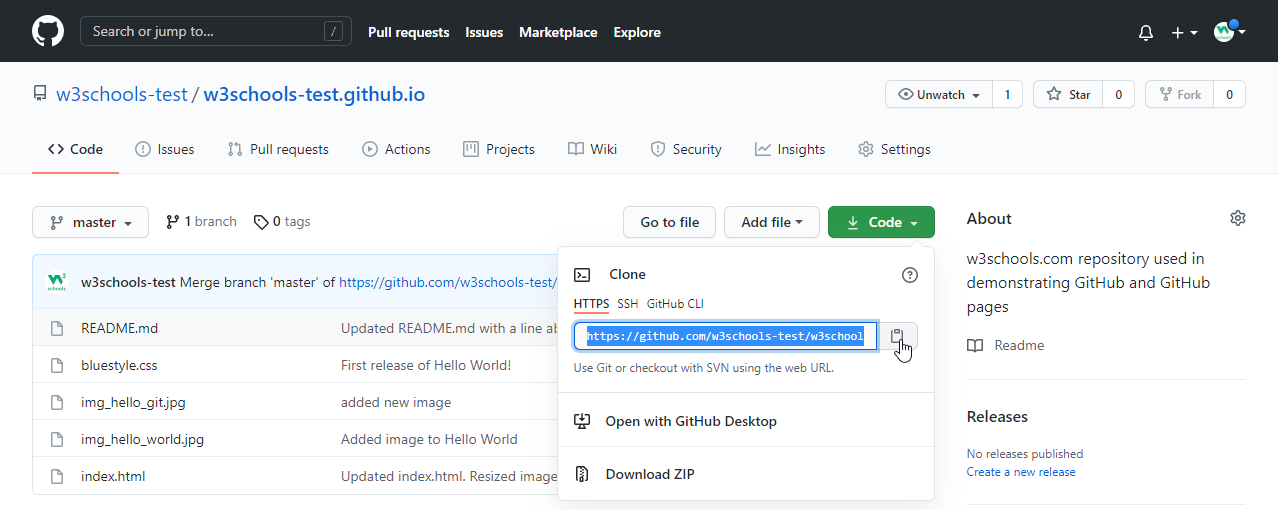 Search or jump to... /
Pull requests Issues Marketplace Explore
w3schools-test / w3schools-test.github.io
Unwatch 1 Star 0 Fork 0
Code Issues Pull requests Actions Projects Wiki Security Insights Settings
master 1 branch 0 tags Go to file Add file Code
w3schools-test Merge branch 'master' of https://github.com/w3schools-test/
README.md Updated README.md with a line ab
bluestyle.css First release of Hello World!
img_hello_git.jpg added new image
img_hello_world.jpg Added image to Hello World
index.html Updated index.html. Resized image
Clone
HTTPS SSH GitHub CLI
https://github.com/w3schools-test/w3school
Use Git or checkout with SVN using the web URL.
Open with GitHub Desktop
Download ZIP
About
w3schools.com repository used in
demonstrating GitHub and GitHub
pages
Readme
Releases
No releases published
Create a new release